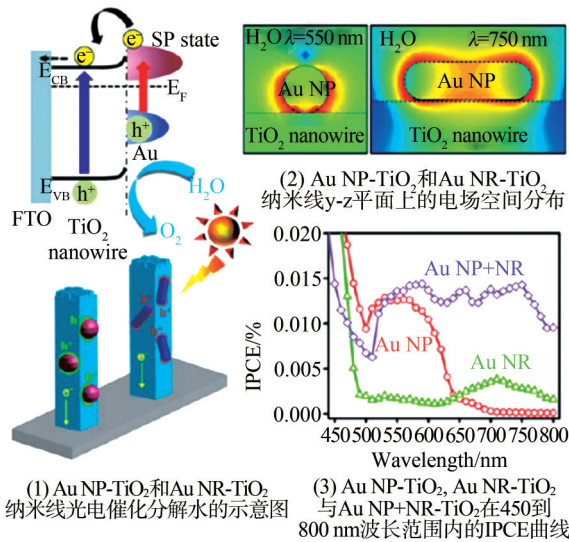 e⁻
e⁻
SP state
E_CB
E_F
h⁺
Au
E_VB
h⁺
H₂O
O₂
FTO
TiO₂
nanowire
(1) Au NP-TiO₂和Au NR-TiO₂
纳米线光电催化分解水的示意图
H₂O λ=550 nm
Au NP
TiO₂ nanowire
H₂O λ=750 nm
Au NP
TiO₂ nanowire
(2) Au NP-TiO₂和Au NR-TiO₂
纳米线y-z平面上的电场空间分布
0.020
0.015
0.010
0.005
0.000
IPCE/%
Au NP+NR
Au NP
Au NR
450 500 550 600 650 700 750 800
Wavelength/nm
(3) Au NP-TiO₂, Au NR-TiO₂
与Au NP+NR-TiO₂在450到
800 nm波长范围内的IPCE曲线